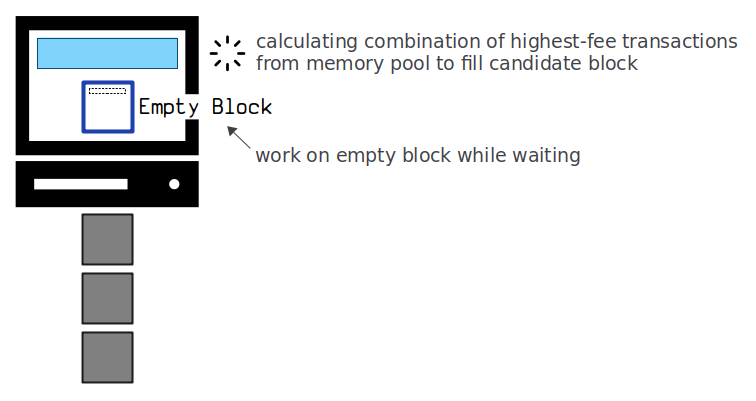 calculating combination of highest-fee transactions
from memory pool to fill candidate block
Empty Block
work on empty block while waiting